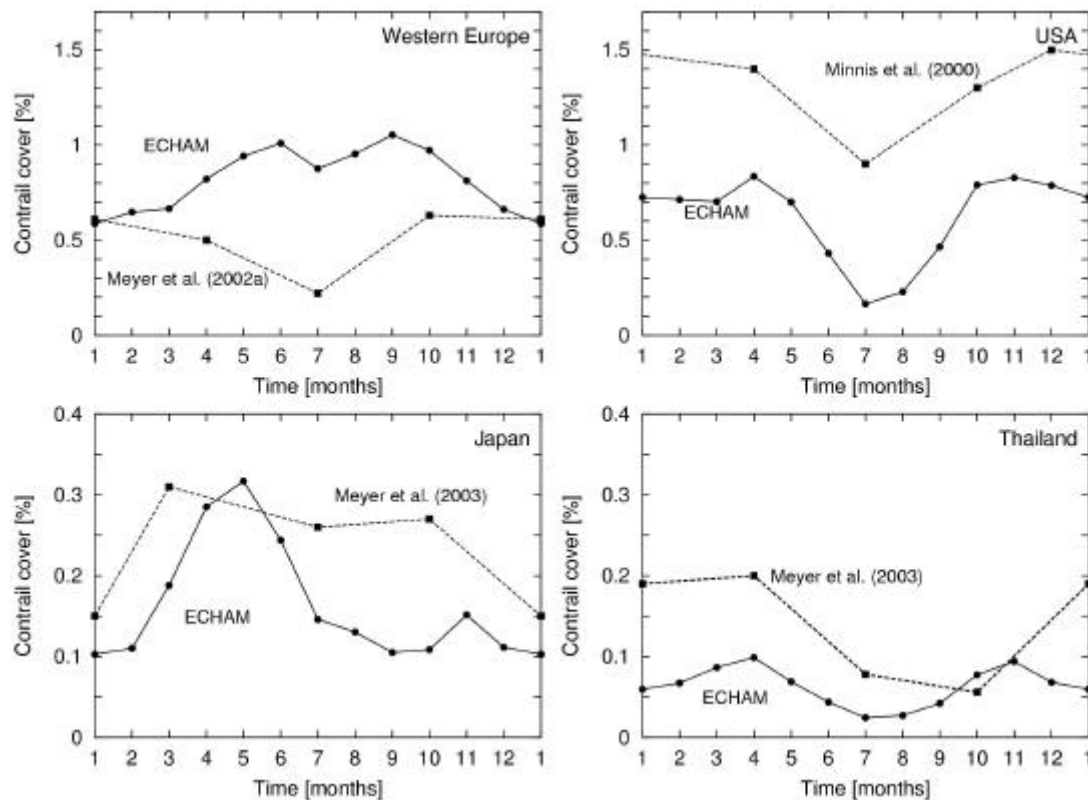 Western Europe
Contrail cover [%]
1.5
1
0.5
0
ECHAM
Meyer et al. (2002a)
1 2 3 4 5 6 7 8 9 10 11 12 1
Time [months]
USA
Contrail cover [%]
1.5
1
0.5
0
Minnis et al. (2000)
ECHAM
1 2 3 4 5 6 7 8 9 10 11 12 1
Time [months]
Japan
Contrail cover [%]
0.4
0.3
0.2
0.1
0
Meyer et al. (2003)
ECHAM
1 2 3 4 5 6 7 8 9 10 11 12 1
Time [months]
Thailand
Contrail cover [%]
0.4
0.3
0.2
0.1
0
Meyer et al. (2003)
ECHAM
1 2 3 4 5 6 7 8 9 10 11 12 1
Time [months]